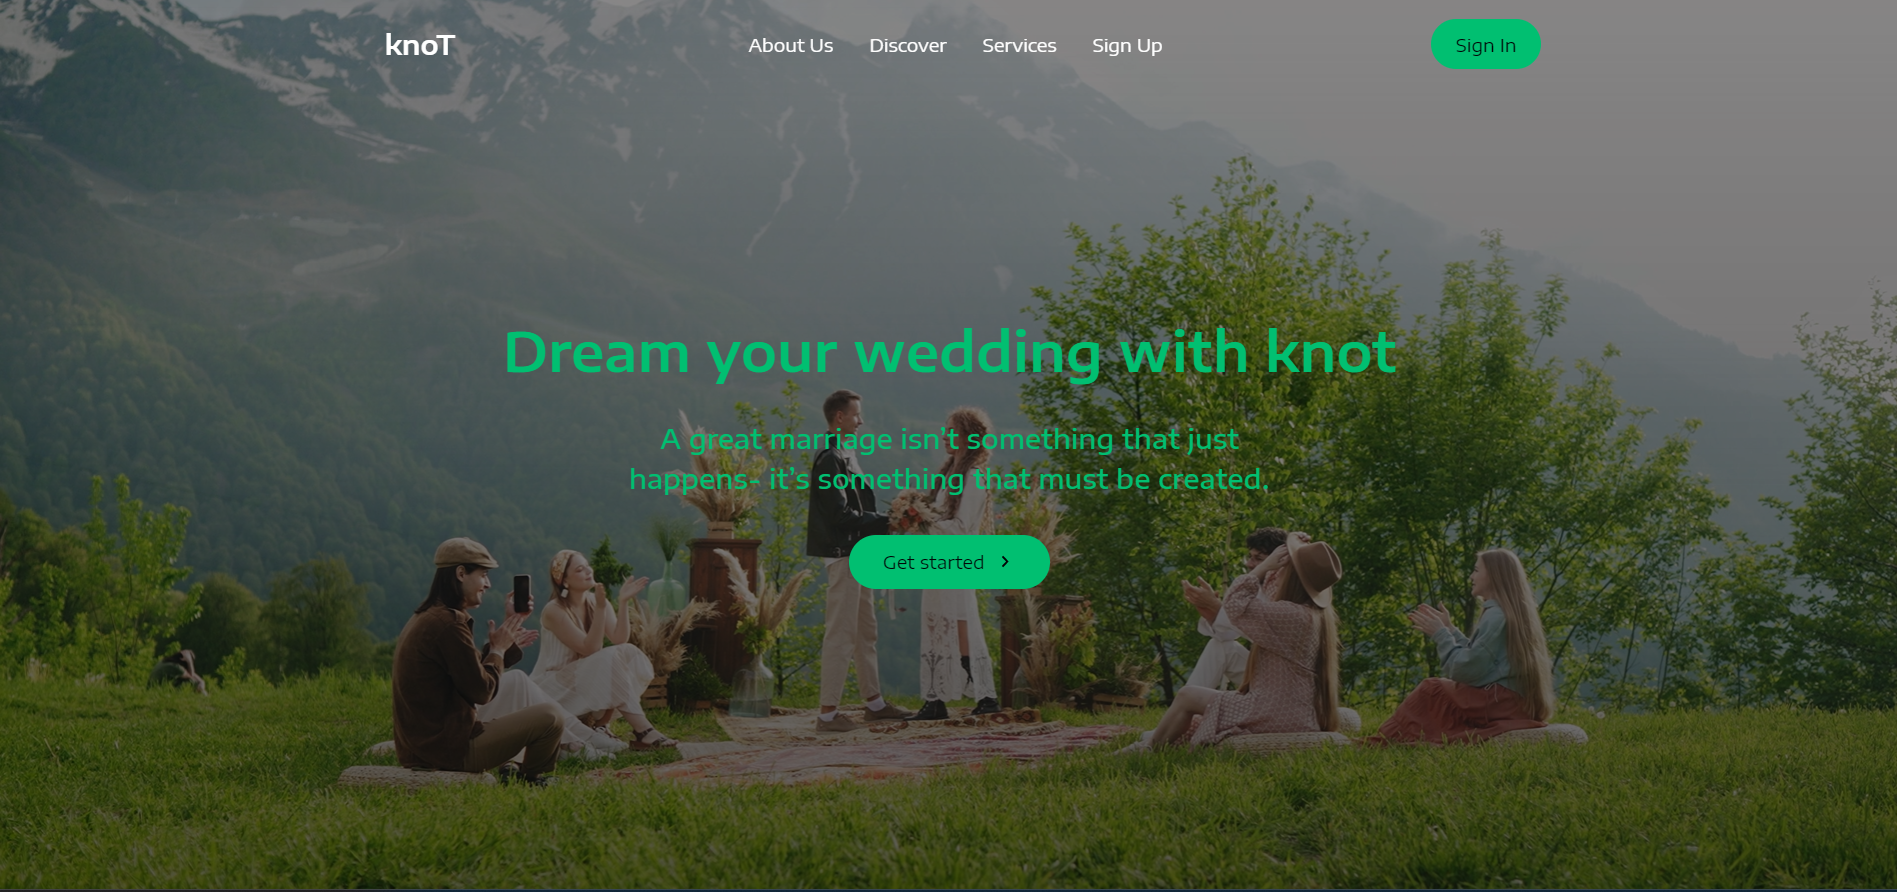 knoT
About Us Discover Services Sign Up
Sign In
Dream your wedding with knot
A great marriage isn’t something that just
happens- it’s something that must be created,
Get started